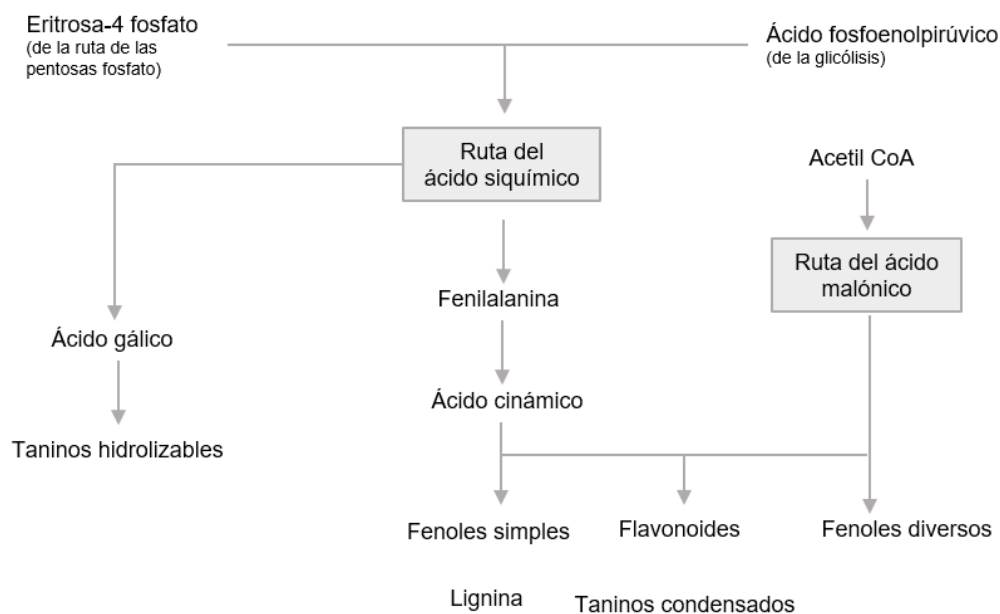 Eritrosa-4 fosfato
(de la ruta de las
pentosas fosfato)
Ácido fosfoenolpirúvico
(de la glicólisis)
Ruta del
ácido siquímico
Acetil CoA
Ruta del ácido
malónico
Fenilalanina
Ácido gálico
Ácido cinámico
Taninos hidrolizables
Fenoles simples
Flavonoides
Fenoles diversos
Lignina
Taninos condensados